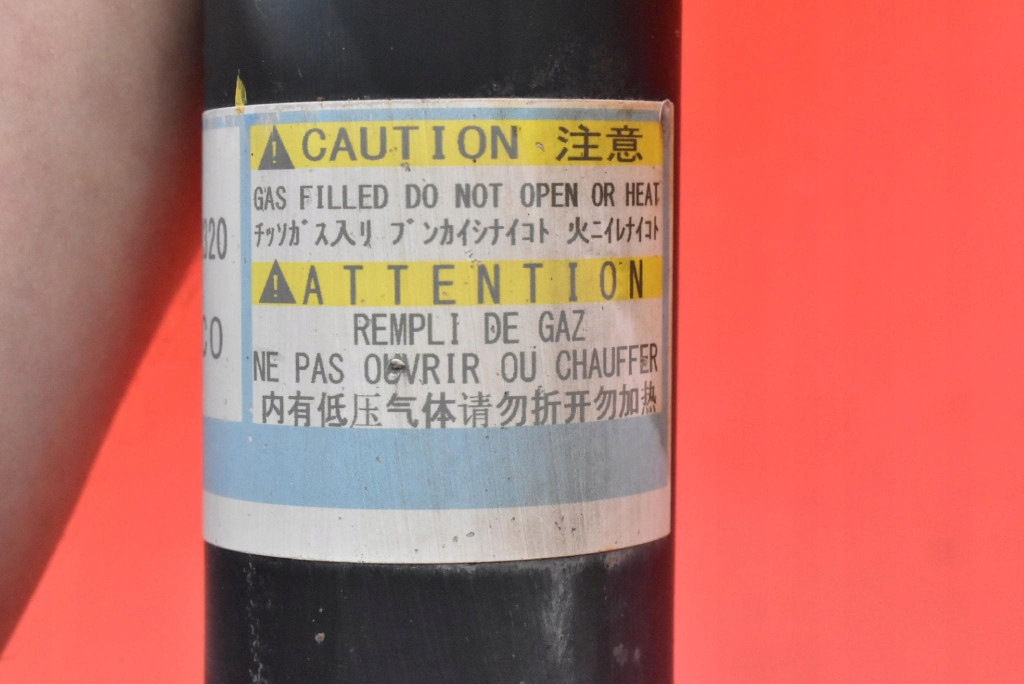 CAUTION 注意
GAS FILLED DO NOT OPEN OR HEAT.
チッソガス入リ ブンカイシナイコト 火ニイレナイコト
ATTENTION
REMPLI DE GAZ
NE PAS OUVRIR OU CHAUFFER
内有低压气体请勿折开勿加热
320
CO